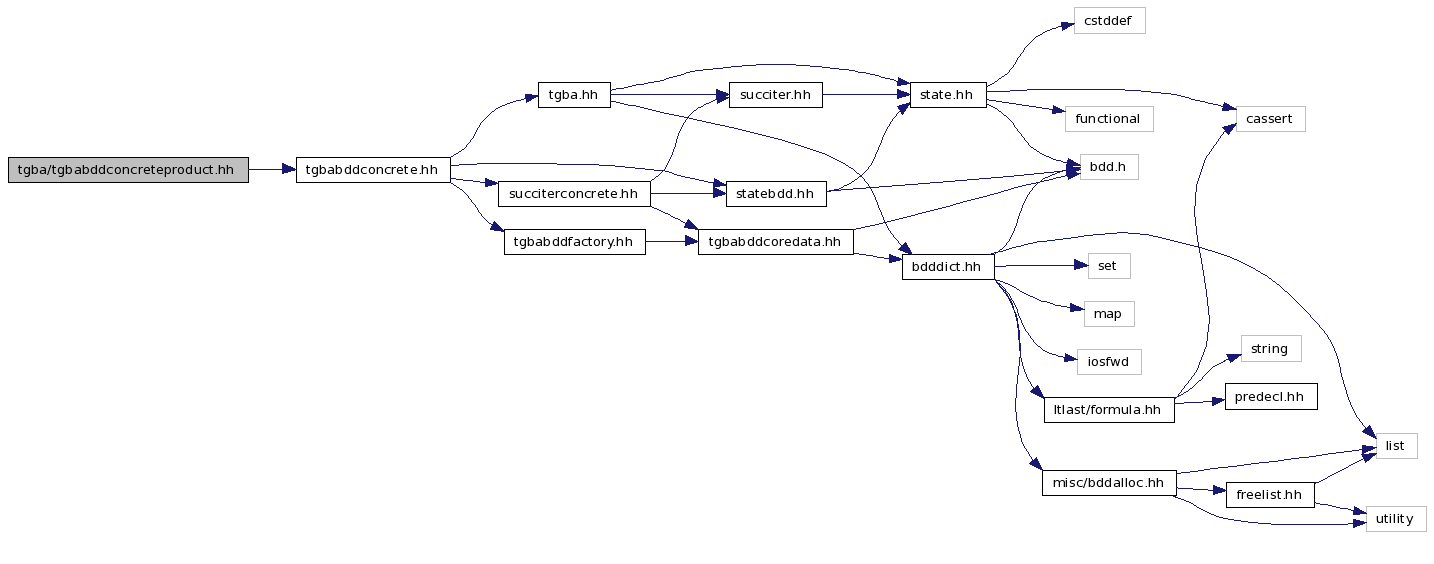 cstddef
tgba.hh
succiter.hh
state.hh
functional
cassert
tgba/tgbabddconcreteproduct.hh
tgbabddconcrete.hh
bdd.h
succiterconcrete.hh
statebdd.hh
tgbabddfactory.hh
tgbabddcoredata.hh
bdddict.hh
set
map
string
iosfwd
predecl.hh
ltlast/formula.hh
list
misc/bddalloc.hh
freelist.hh
utility